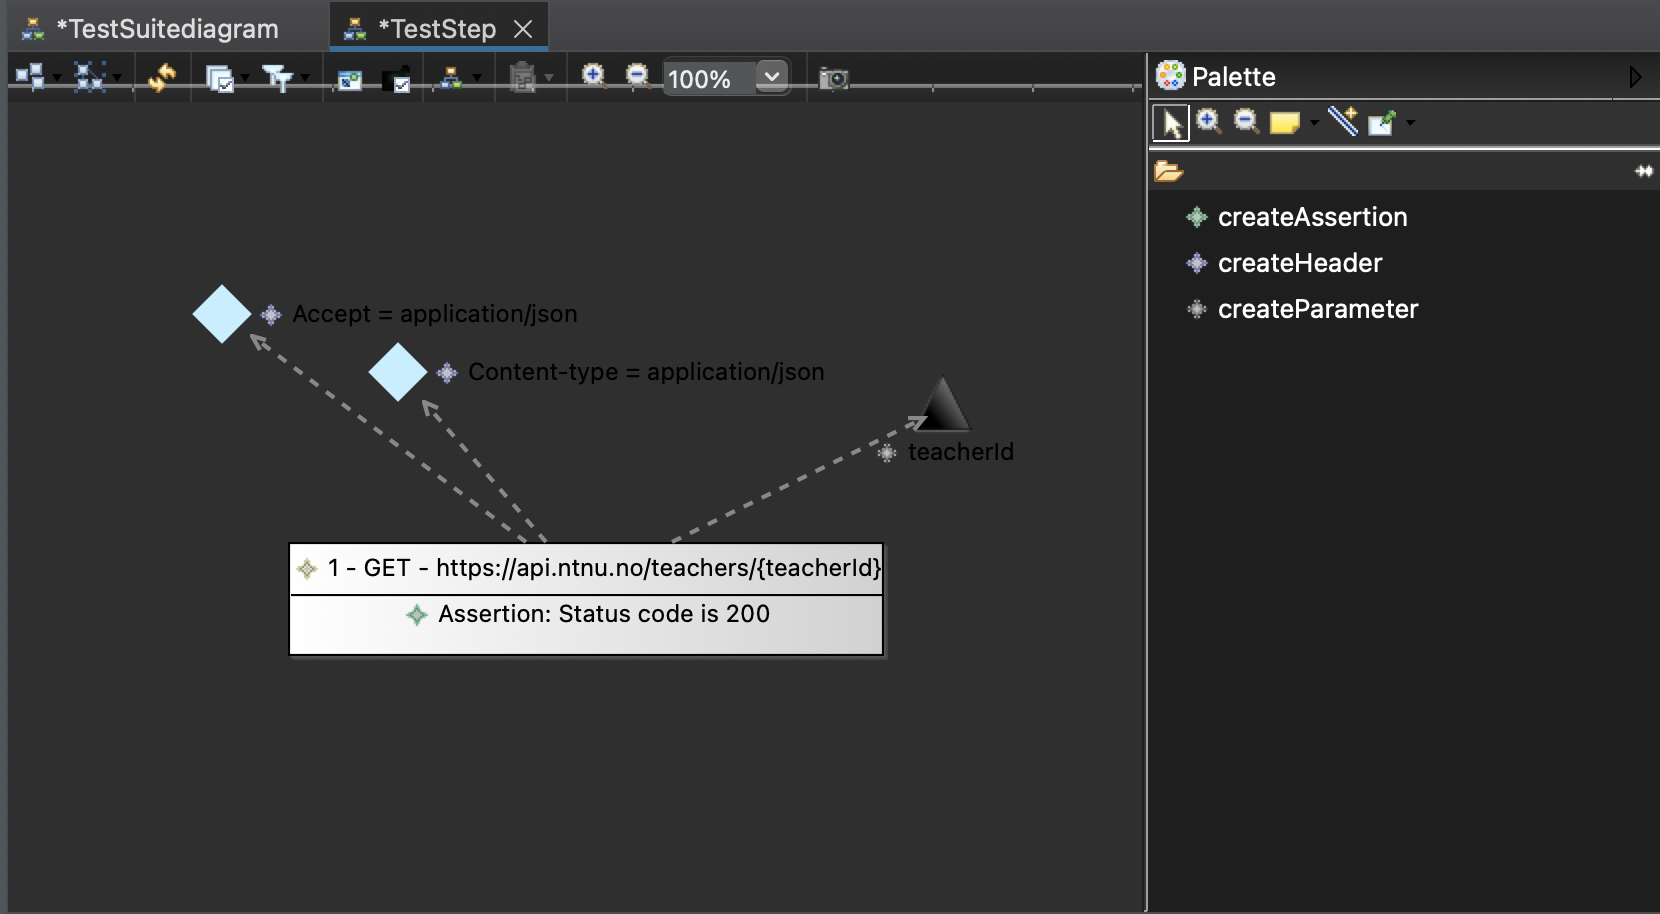 *TestSuitediagram
*TestStep
100%
Palette
createAssertion
createHeader
createParameter
Accept = application/json
Content-type = application/json
teacherId
1 - GET - https://api.ntnu.no/teachers/{teacherId}
Assertion: Status code is 200